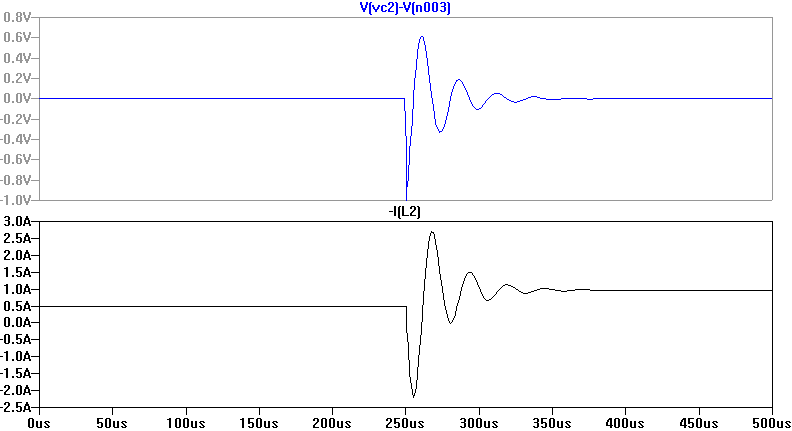 V(vc2)-V(n003)
0.8V
0.6V
0.4V
0.2V
0.0V
-0.2V
-0.4V
-0.6V
-0.8V
-1.0V
-I(L2)
3.0A
2.5A
2.0A
1.5A
1.0A
0.5A
0.0A
-0.5A
-1.0A
-1.5A
-2.0A
-2.5A
0us 50us 100us 150us 200us 250us 300us 350us 400us 450us 500us